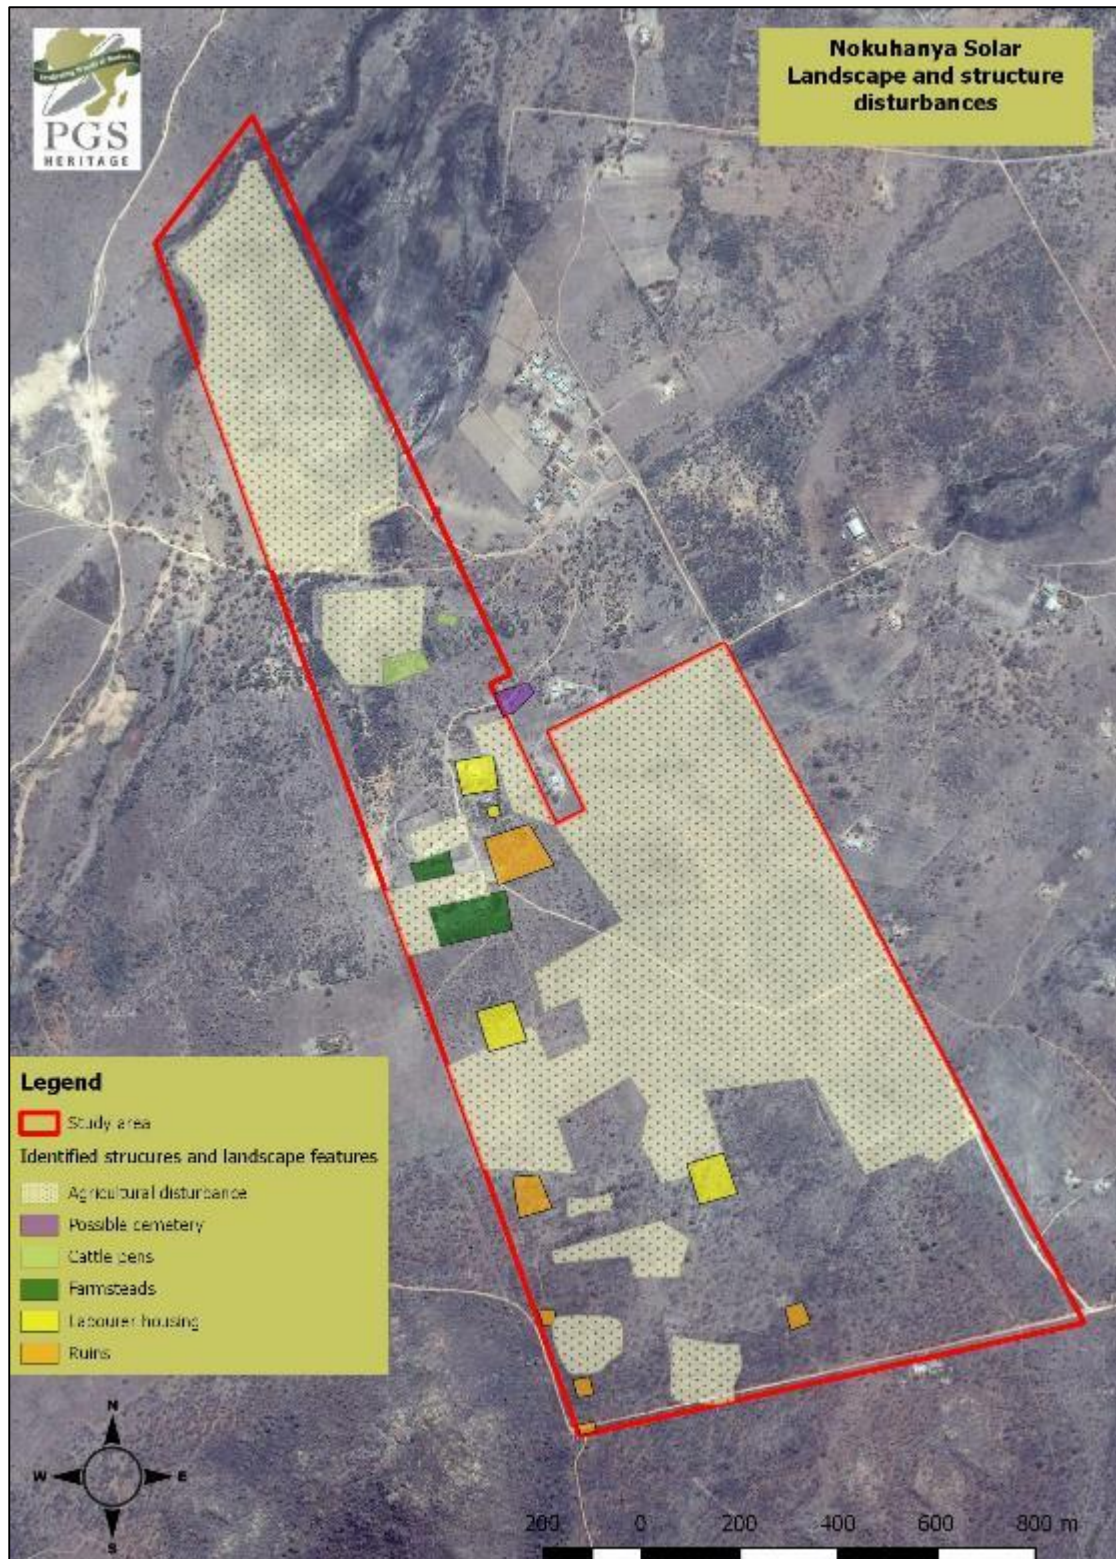 PGS
HERITAGE
Nokuhanya Solar
Landscape and structure
disturbances
Legend
Study area
Identified strucures and landscape features
Agricultural disturbance
Possible cemetery
Cattle pens
Farmsteads
Labourer housing
Ruins
N
W
E
S
200 0 200 400 600 800 m